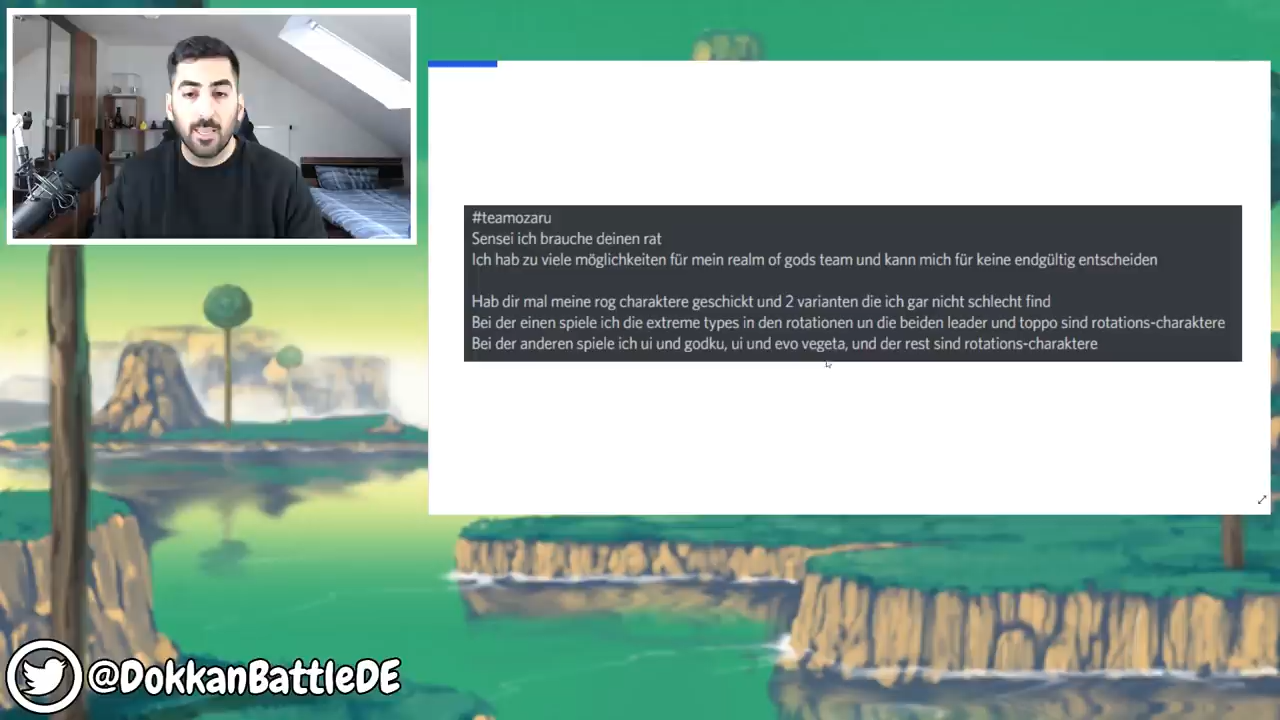 #teamozaru
Sensei ich brauche deinen rat
Ich hab zu viele möglichkeiten für mein realm of gods team und kann mich für keine endgültig entscheiden
Hab dir mal meine rog charaktere geschickt und 2 varianten die ich gar nicht schlecht find
Bei der einen spiele ich die extreme types in den rotationen un die beiden leader und toppo sind rotations-charaktere
Bei der anderen spiele ich ui und godku, ui und evo vegeta, und der rest sind rotations-charaktere
@DokkanBattleDE